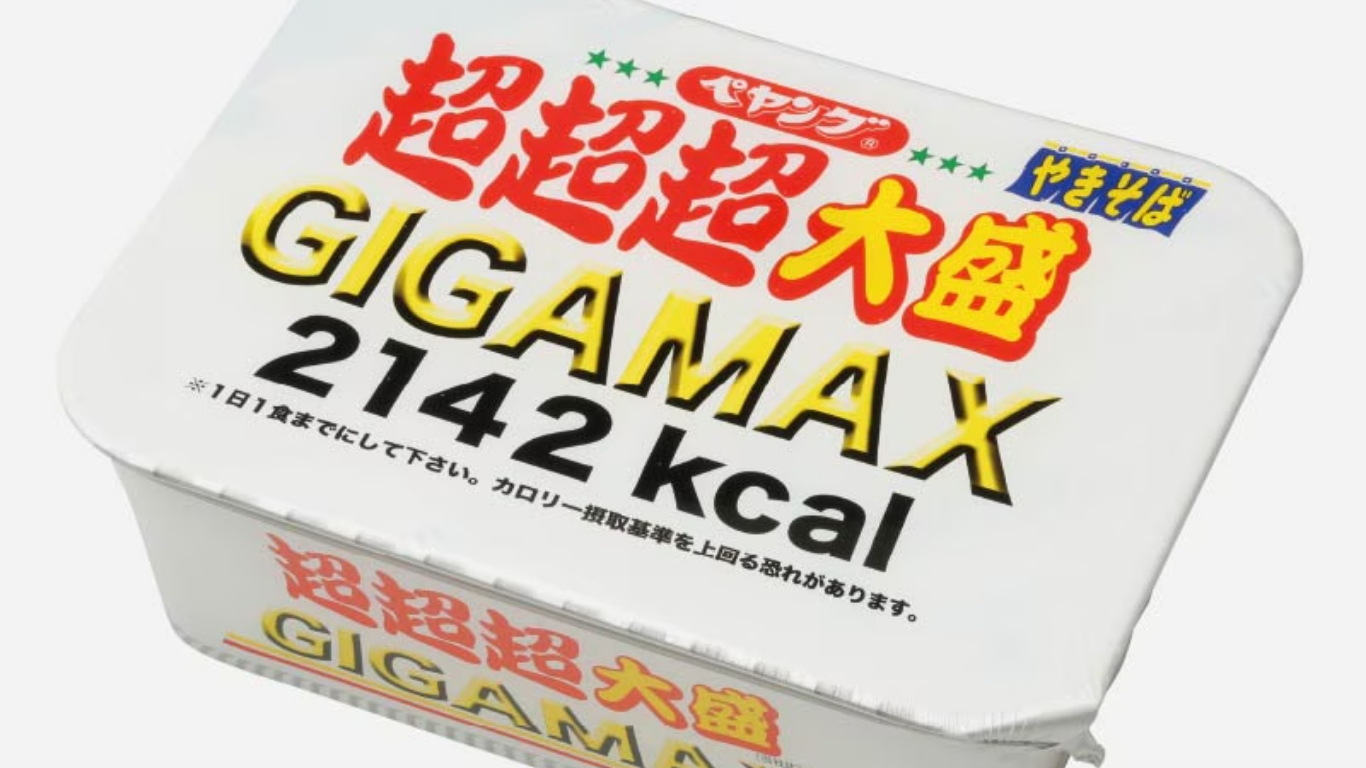 ★★★ ペヤング® ★★★
やきそば
超超超大盛
GIGAMAX
2142 kcal
※1日1食までにして下さい。カロリー摂取基準を上回る恐れがあります。
超超超大盛
GIGAMAX